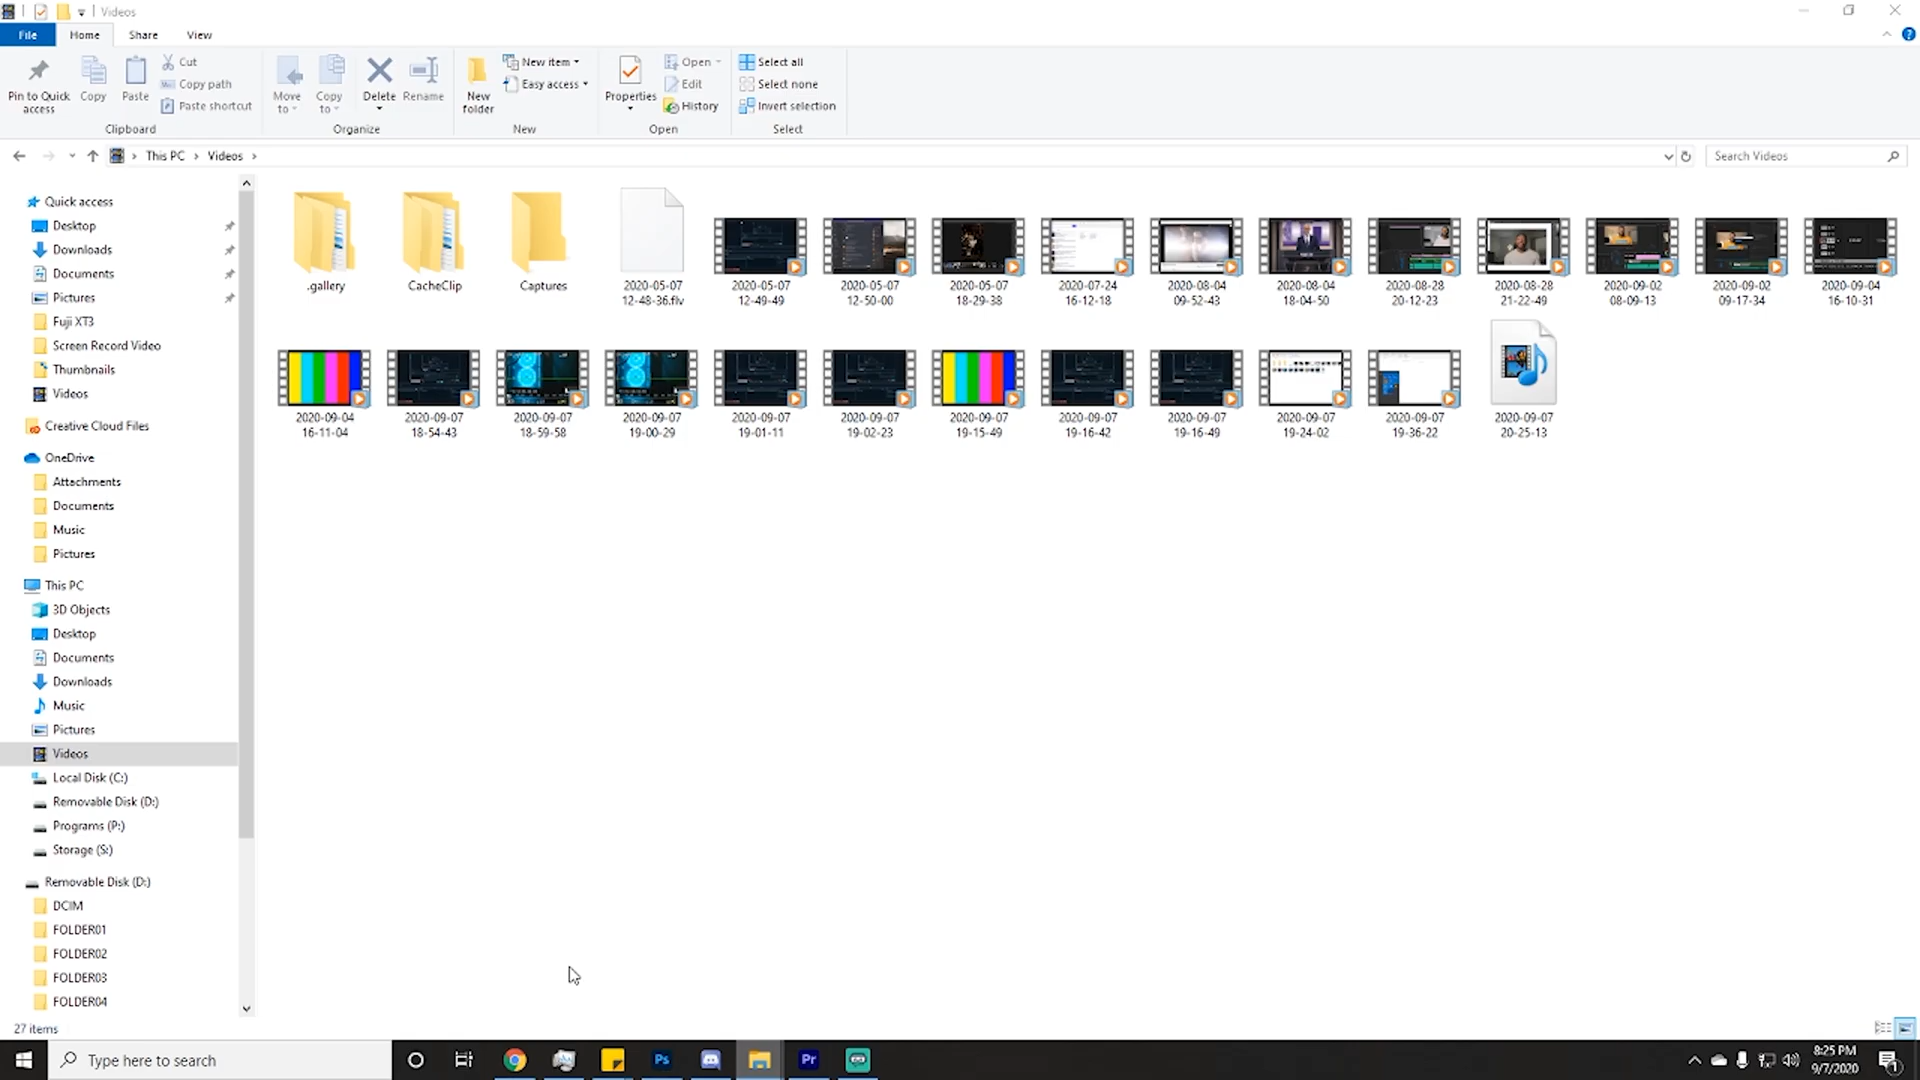 Videos
File Home Share View
Pin to Quick access
Copy
Paste
Cut
Copy path
Paste shortcut
Clipboard
Move to
Copy to
Delete
Rename
Organize
New folder
New item
Easy access
New
Properties
Open
Edit
History
Open
Select all
Select none
Invert selection
Select
This PC > Videos >
Search Videos
Quick access
Desktop
Downloads
Documents
Pictures
Fuji XT3
Screen Record Video
Thumbnails
Videos
Creative Cloud Files
OneDrive
Attachments
Documents
Music
Pictures
This PC
3D Objects
Desktop
Documents
Downloads
Music
Pictures
Videos
Local Disk (C:)
Removable Disk (D:)
Programs (P:)
Storage (S:)
Removable Disk (D:)
DCIM
FOLDER01
FOLDER02
FOLDER03
FOLDER04
.gallery
CacheClip
Captures
2020-05-07 12-48-36.flv
2020-05-07 12-49-49
2020-05-07 12-50-00
2020-05-07 18-29-38
2020-07-24 16-12-18
2020-08-04 09-52-43
2020-08-04 18-04-50
2020-08-28 20-12-23
2020-08-28 21-22-49
2020-09-02 08-09-13
2020-09-02 09-17-34
2020-09-04 16-10-31
2020-09-04 16-11-04
2020-09-07 18-54-43
2020-09-07 18-59-58
2020-09-07 19-00-29
2020-09-07 19-01-11
2020-09-07 19-02-23
2020-09-07 19-15-49
2020-09-07 19-16-42
2020-09-07 19-16-49
2020-09-07 19-24-02
2020-09-07 19-36-22
2020-09-07 20-25-13
27 items
Type here to search
Ps
Pr
8:25 PM
9/7/2020
1